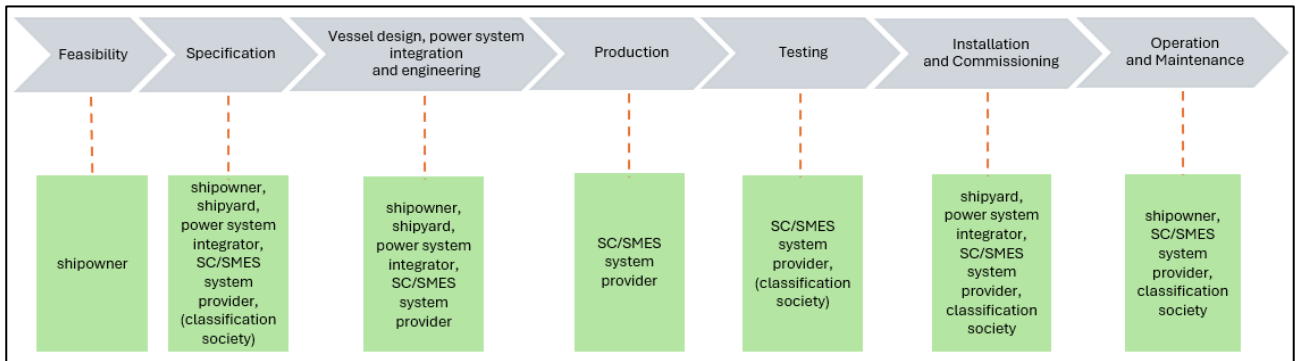 Feasibility
Specification
Vessel design, power system
integration
and engineering
Production
Testing
Installation
and Commissioning
Operation
and Maintenance
shipowner
shipowner,
shipyard,
power system
integrator,
SC/SMES
system
provider,
(classification
society)
shipowner,
shipyard,
power system
integrator,
SC/SMES
system
provider
SC/SMES
system
provider
SC/SMES
system
provider,
(classification
society)
shipyard,
power system
integrator,
SC/SMES
system
provider,
classification
society
shipowner,
SC/SMES
system
provider,
classification
society